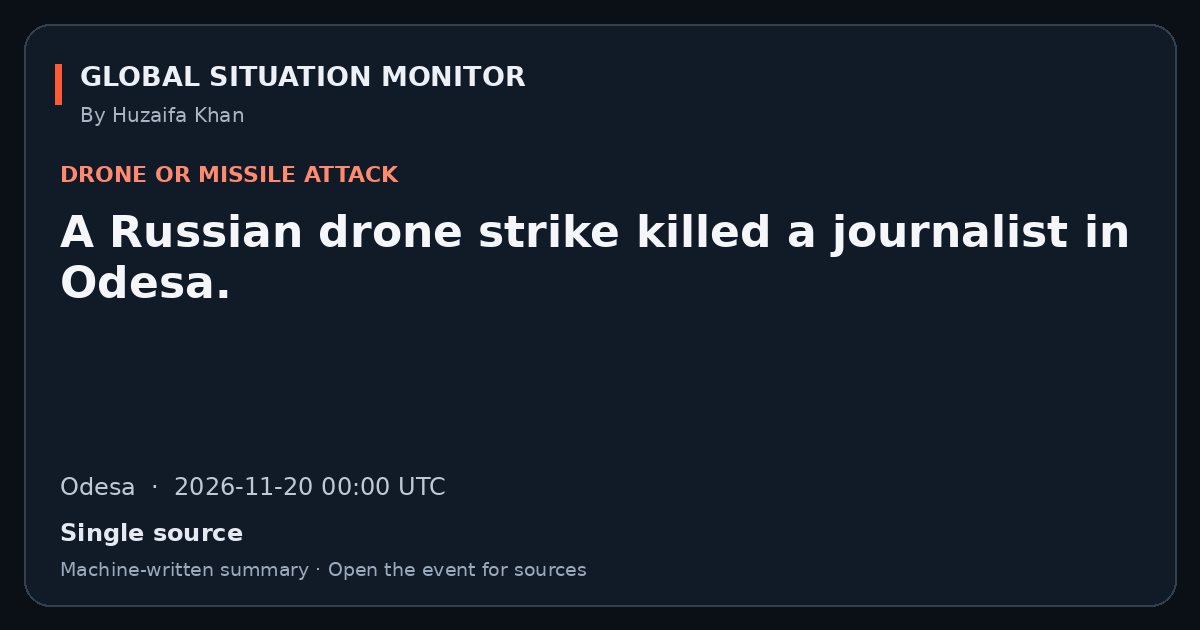 GLOBAL SITUATION MONITOR
By Huzaifa Khan
DRONE OR MISSILE ATTACK
A Russian drone strike killed a journalist in
Odesa.
Odesa · 2026-11-20 00:00 UTC
Single source
Machine-written summary · Open the event for sources